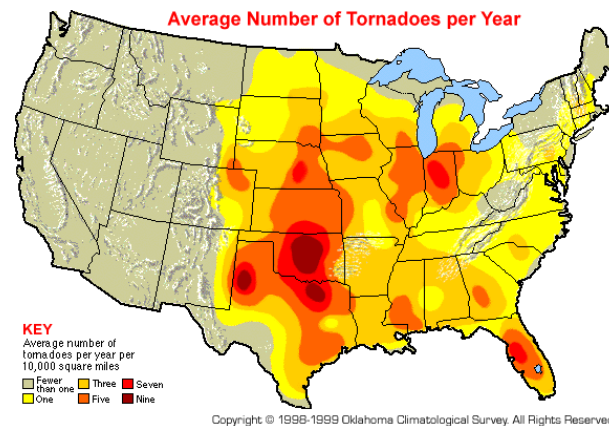 Average Number of Tornadoes per Year
KEY
Average number of
tornadoes per year per
10,000 square miles
Fewer
than one
Three
Seven
One
Five
Nine
Copyright © 1998-1999 Oklahoma Climatological Survey. All Rights Reserve